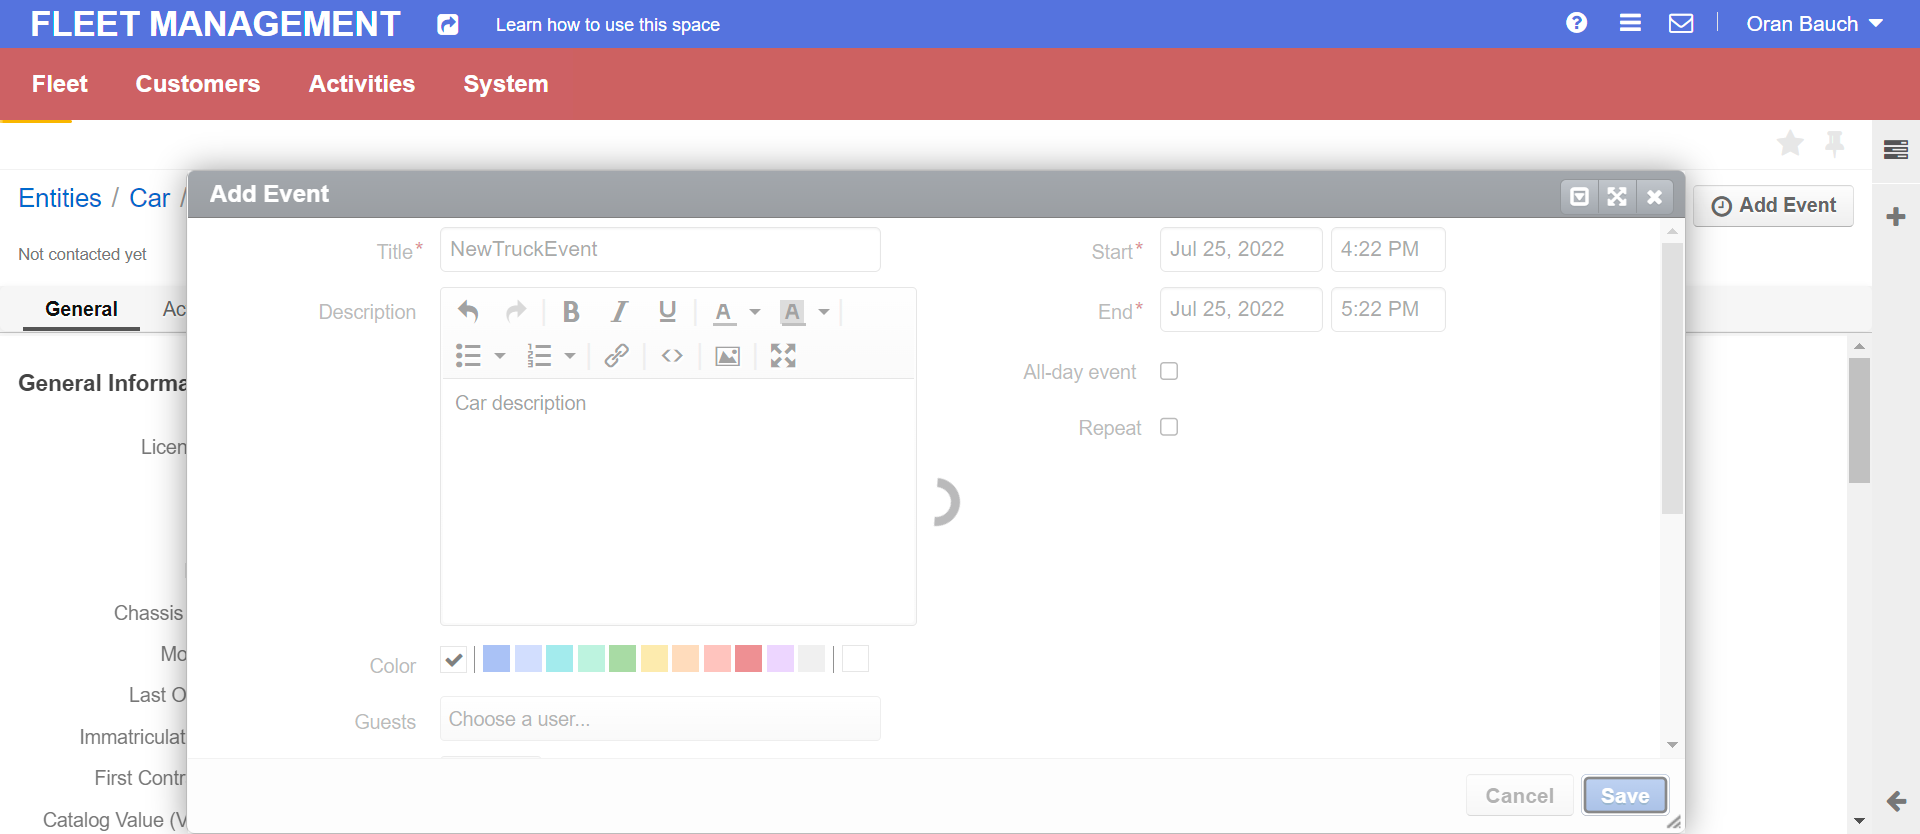 FLEET MANAGEMENT Learn how to use this space Oran Bauch
Fleet Customers Activities System
Entities / Car /
Add Event
Add Event
Not contacted yet
General Ac
General Informa
Licen
Chassis
Mo
Last O
Immatriculat
First Contr
Catalog Value (V
Title* NewTruckEvent
Start* Jul 25, 2022 4:22 PM
Description
B I U A A
End* Jul 25, 2022 5:22 PM
All-day event
Car description
Repeat
Color
Guests Choose a user...
Cancel Save